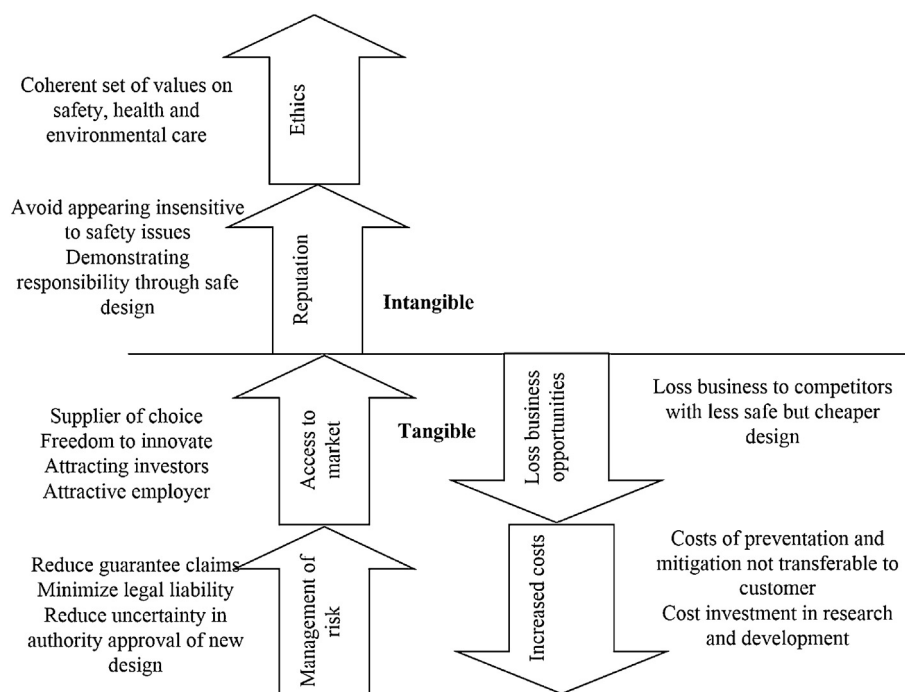 Coherent set of values on
safety, health and
environmental care
Ethics
Avoid appearing insensitive
to safety issues
Demonstrating
responsibility through safe
design
Reputation
Intangible
Supplier of choice
Freedom to innovate
Attracting investors
Attractive employer
Access to
market
Tangible
Loss business
opportunities
Loss business to competitors
with less safe but cheaper
design
Reduce guarantee claims
Minimize legal liability
Reduce uncertainty in
authority approval of new
design
Management of
risk
Increased costs
Costs of prevention and
mitigation not transferable to
customer
Cost investment in research
and development